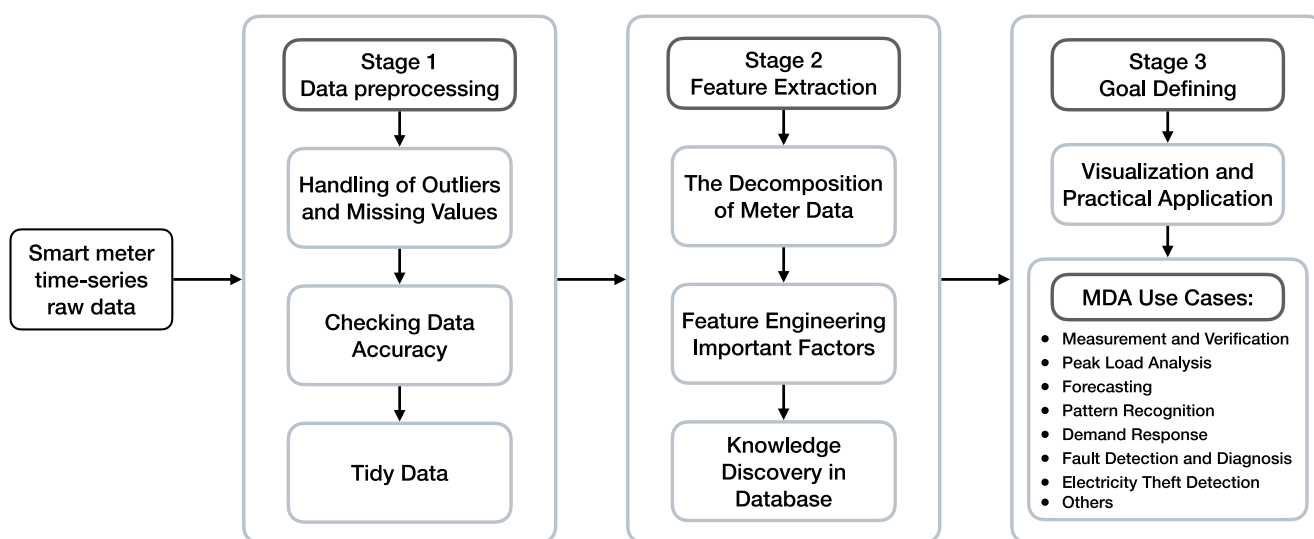 Smart meter
time-series
raw data
Stage 1
Data preprocessing
Handling of Outliers
and Missing Values
Checking Data
Accuracy
Tidy Data
Stage 2
Feature Extraction
The Decomposition
of Meter Data
Feature Engineering
Important Factors
Knowledge
Discovery in
Database
Stage 3
Goal Defining
Visualization and
Practical Application
MDA Use Cases:
• Measurement and Verification
• Peak Load Analysis
• Forecasting
• Pattern Recognition
• Demand Response
• Fault Detection and Diagnosis
• Electricity Theft Detection
• Others